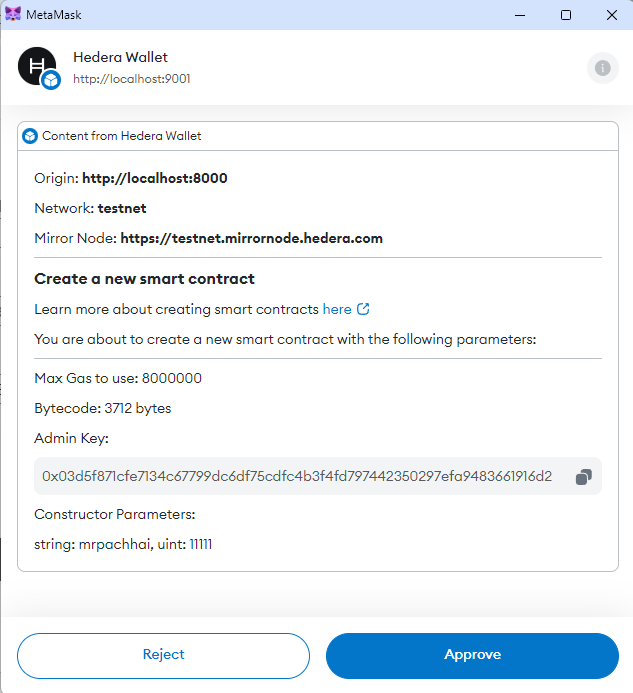 MetaMask
Hedera Wallet
http://localhost:9001
Content from Hedera Wallet
Origin: http://localhost:8000
Network: testnet
Mirror Node: https://testnet.mirrornode.hedera.com
Create a new smart contract
Learn more about creating smart contracts here
You are about to create a new smart contract with the following parameters:
Max Gas to use: 8000000
Bytecode: 3712 bytes
Admin Key:
0x03d5f871cfe7134c67799dc6df75cdfc4b3f4fd797442350297efa9483661916d2
Constructor Parameters:
string: mrpachhai, uint: 11111
Reject
Approve